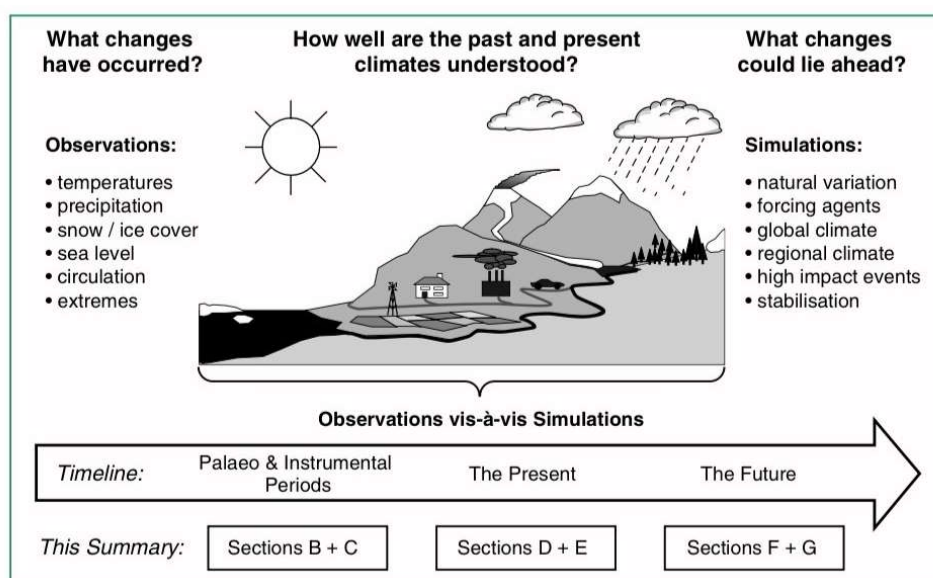 What changes
have occurred?
How well are the past and present
climates understood?
What changes
could lie ahead?
Observations:
• temperatures
• precipitation
• snow / ice cover
• sea level
• circulation
• extremes
Simulations:
• natural variation
• forcing agents
• global climate
• regional climate
• high impact events
• stabilisation
Observations vis-à-vis Simulations
Timeline:
Palaeo & Instrumental
Periods
The Present
The Future
This Summary:
Sections B + C
Sections D + E
Sections F + G